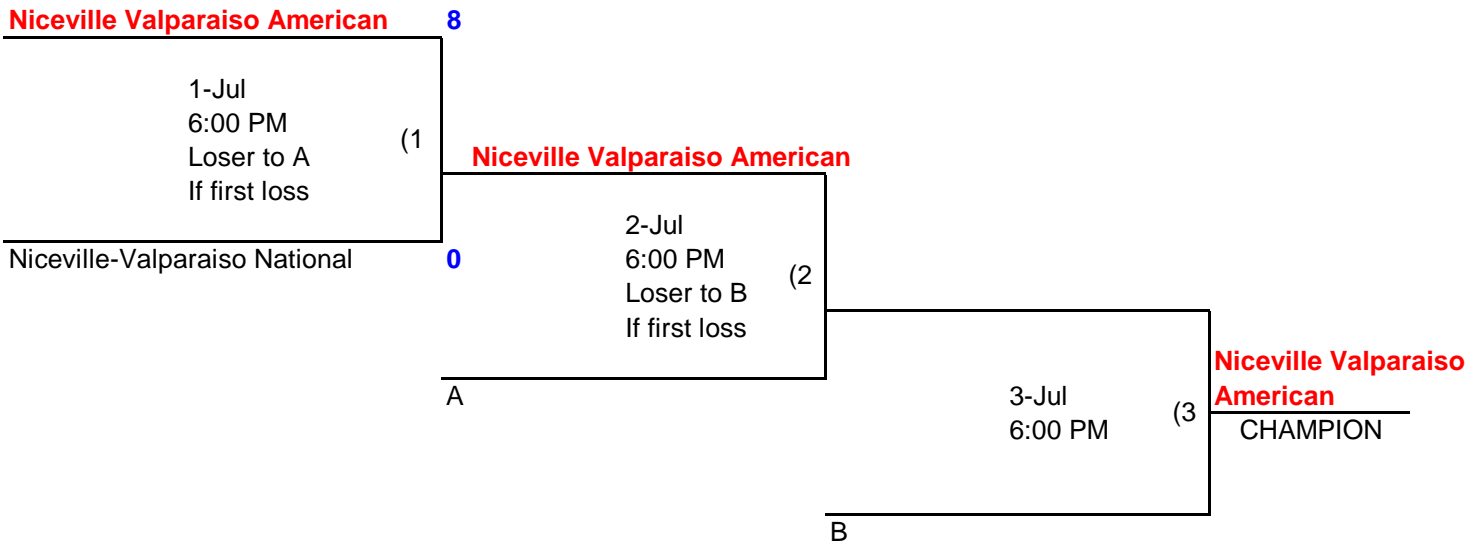 Niceville Valparaiso American 8
1-Jul
6:00 PM
(1
Loser to A
If first loss
Niceville Valparaiso American
Niceville-Valparaiso National 0
2-Jul
6:00 PM
(2
Loser to B
If first loss
A
3-Jul
6:00 PM
(3
Niceville Valparaiso
American
CHAMPION
B